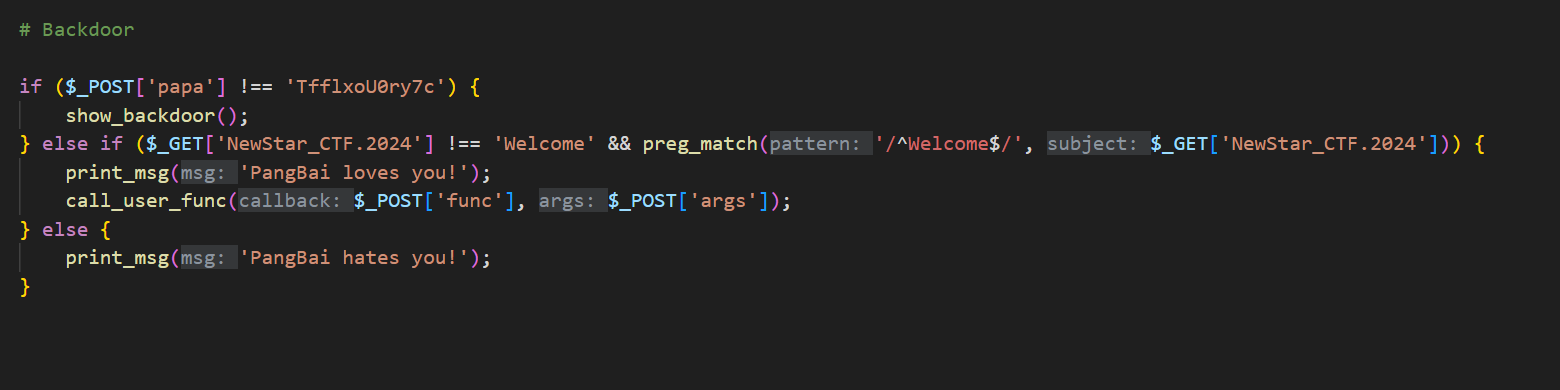 # Backdoor
if ($_POST['papa'] !== 'TfflxoU0ry7c') {
show_backdoor();
} else if ($_GET['NewStar_CTF.2024'] !== 'Welcome' && preg_match(pattern: '/^Welcome$/', subject: $_GET['NewStar_CTF.2024'])) {
print_msg(msg: 'PangBai loves you!');
call_user_func(callback: $_POST['func'], args: $_POST['args']);
} else {
print_msg(msg: 'PangBai hates you!');
}